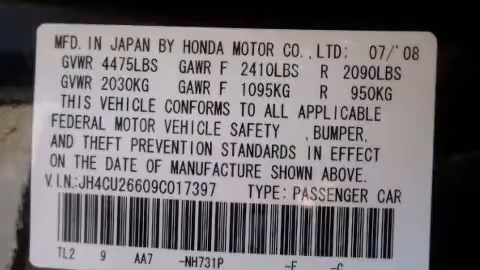 MFD. IN JAPAN BY HONDA MOTOR CO., LTD: 07/'08
GVWR 4475LBS GAWR F 2410LBS R 2090LBS
GVWR 2030KG GAWR F 1095KG R 950KG
THIS VEHICLE CONFORMS TO ALL APPLICABLE
FEDERAL MOTOR VEHICLE SAFETY ,BUMPER,
AND THEFT PREVENTION STANDARDS IN EFFECT
ON THE DATE OF MANUFACTURE SHOWN ABOVE.
V.I.N.: JH4CU26609C017397 TYPE: PASSENGER CAR
TL2 9 AA7 -NH731P -E -C